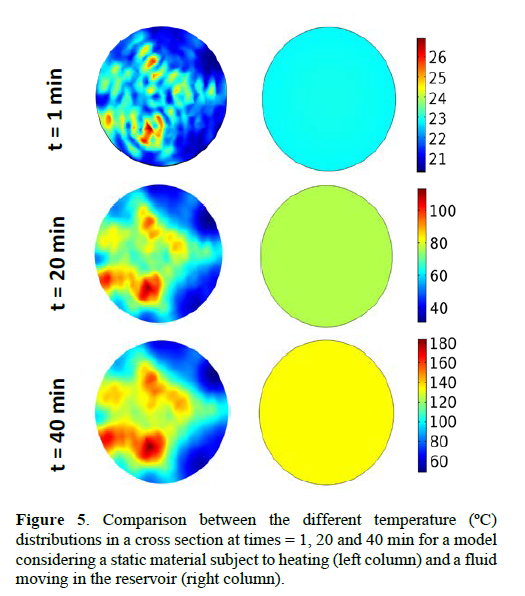 t = 1 min
26
25
24
23
22
21
t = 20 min
100
80
60
40
t = 40 min
180
160
140
120
100
80
60
Figure 5. Comparison between the different temperature (ºC)
distributions in a cross section at times = 1, 20 and 40 min for a model
considering a static material subject to heating (left column) and a fluid
moving in the reservoir (right column).